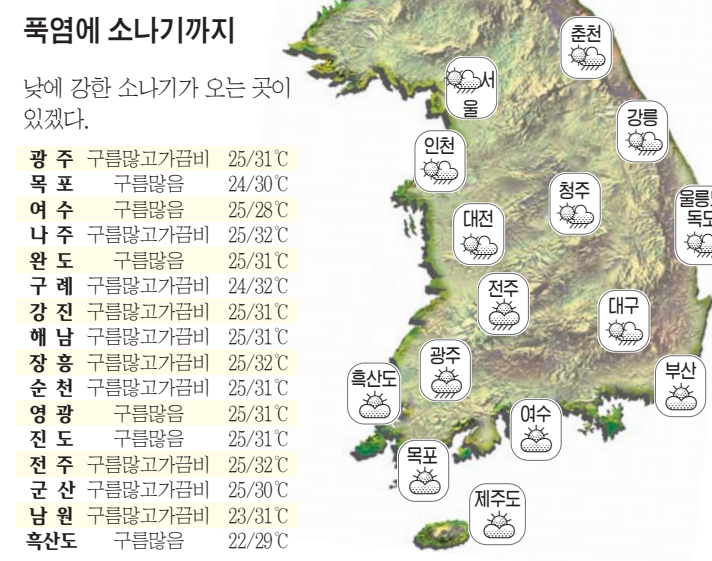 폭염에 소나기까지
낮에 강한 소나기가 오는 곳이
있겠다.
광 주 구름많고가끔비 25/31℃
목 포 구름많음 24/30℃
여 수 구름많음 25/28℃
나 주 구름많고가끔비 25/32℃
완 도 구름많음 25/31℃
구 례 구름많고가끔비 24/32℃
강 진 구름많고가끔비 25/31℃
해 남 구름많고가끔비 25/31℃
장 흥 구름많고가끔비 25/32℃
순 천 구름많고가끔비 25/31℃
영 광 구름많음 25/31℃
진 도 구름많음 25/31℃
전 주 구름많고가끔비 25/32℃
군 산 구름많고가끔비 25/30℃
남 원 구름많고가끔비 23/31℃
흑산도 구름많음 22/29℃
춘천
서
울
강릉
인천
청주
울릉도
독도
대전
전주
대구
광주
부산
흑산도
여수
목포
제주도